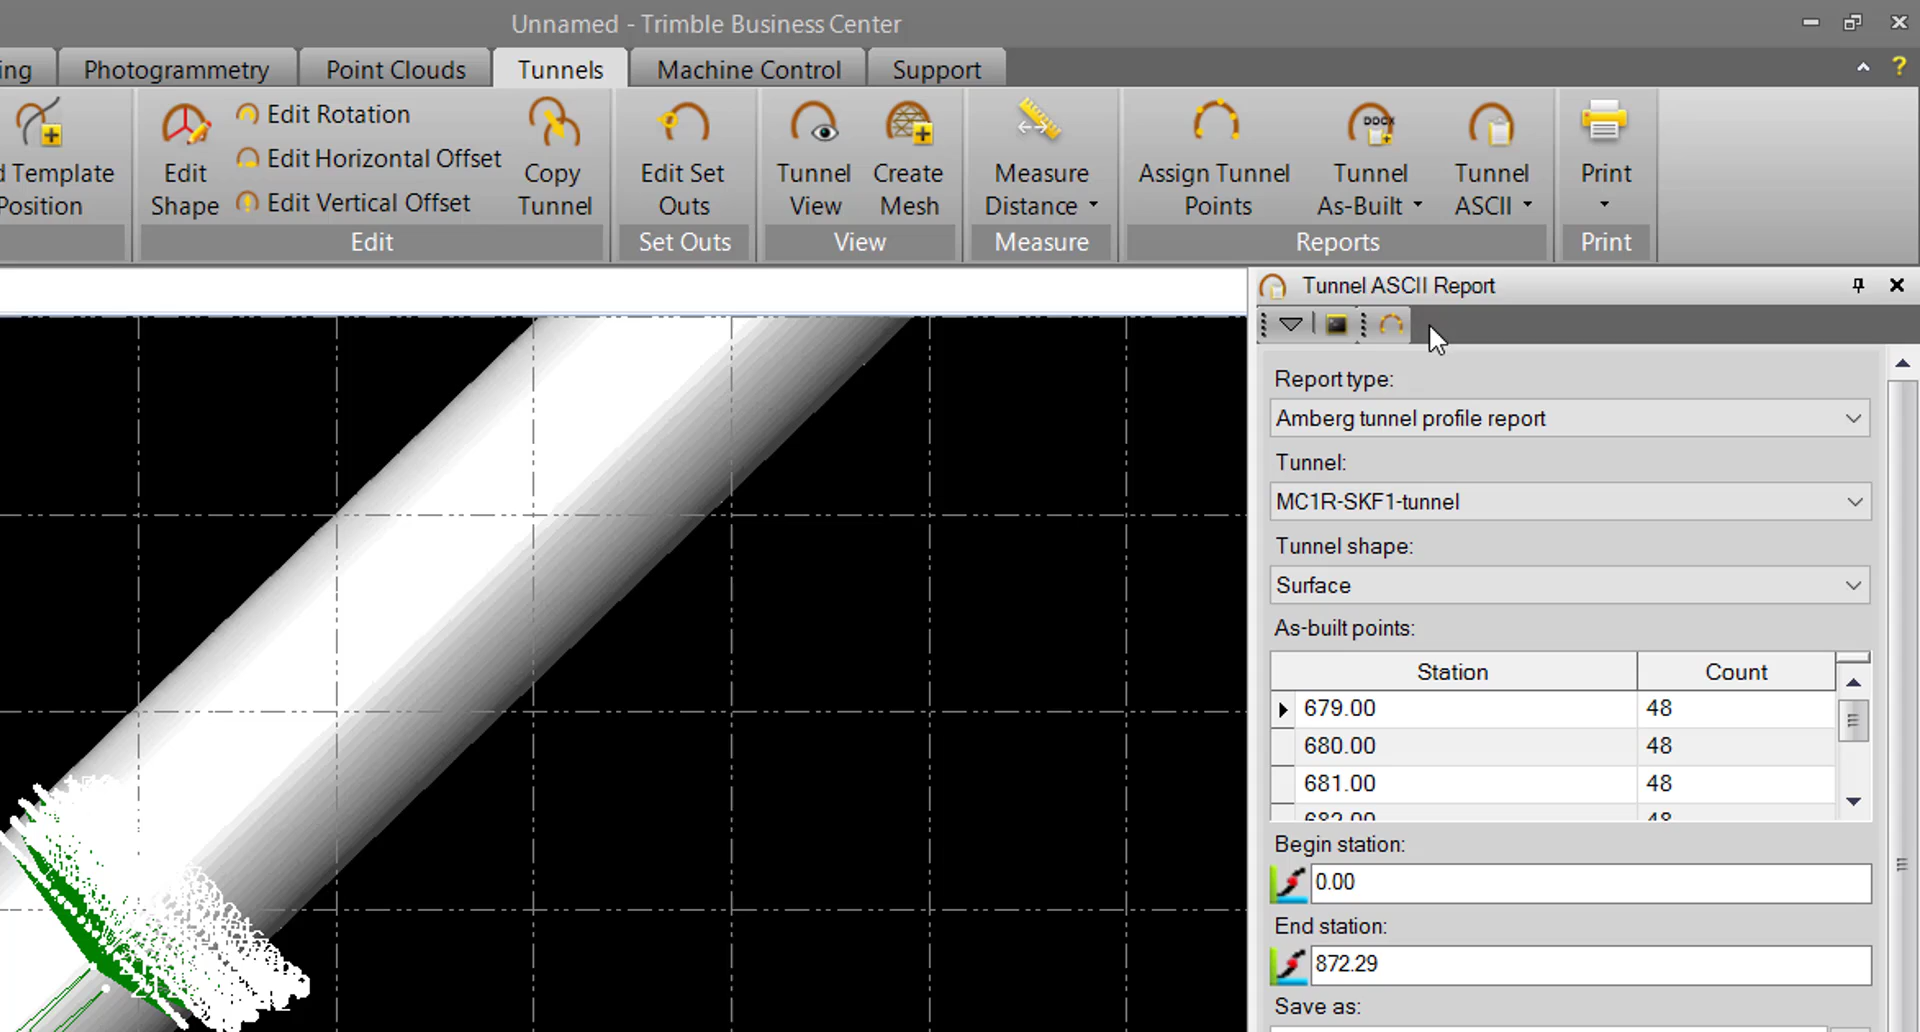 Unnamed - Trimble Business Center
ing Photogrammetry Point Clouds Tunnels Machine Control Support
d Template Position
Edit Shape
Edit Rotation
Edit Horizontal Offset
Edit Vertical Offset
Copy Tunnel
Edit Set Outs
Tunnel View
Create Mesh
Measure Distance
Assign Tunnel Points
DOCX
Tunnel As-Built
Tunnel ASCII
Print
Edit Set Outs View Measure Reports Print
Tunnel ASCII Report
Report type:
Amberg tunnel profile report
Tunnel:
MC1R-SKF1-tunnel
Tunnel shape:
Surface
As-built points:
Station Count
679.00 48
680.00 48
681.00 48
682.00 48
Begin station:
0.00
End station:
872.29
Save as: